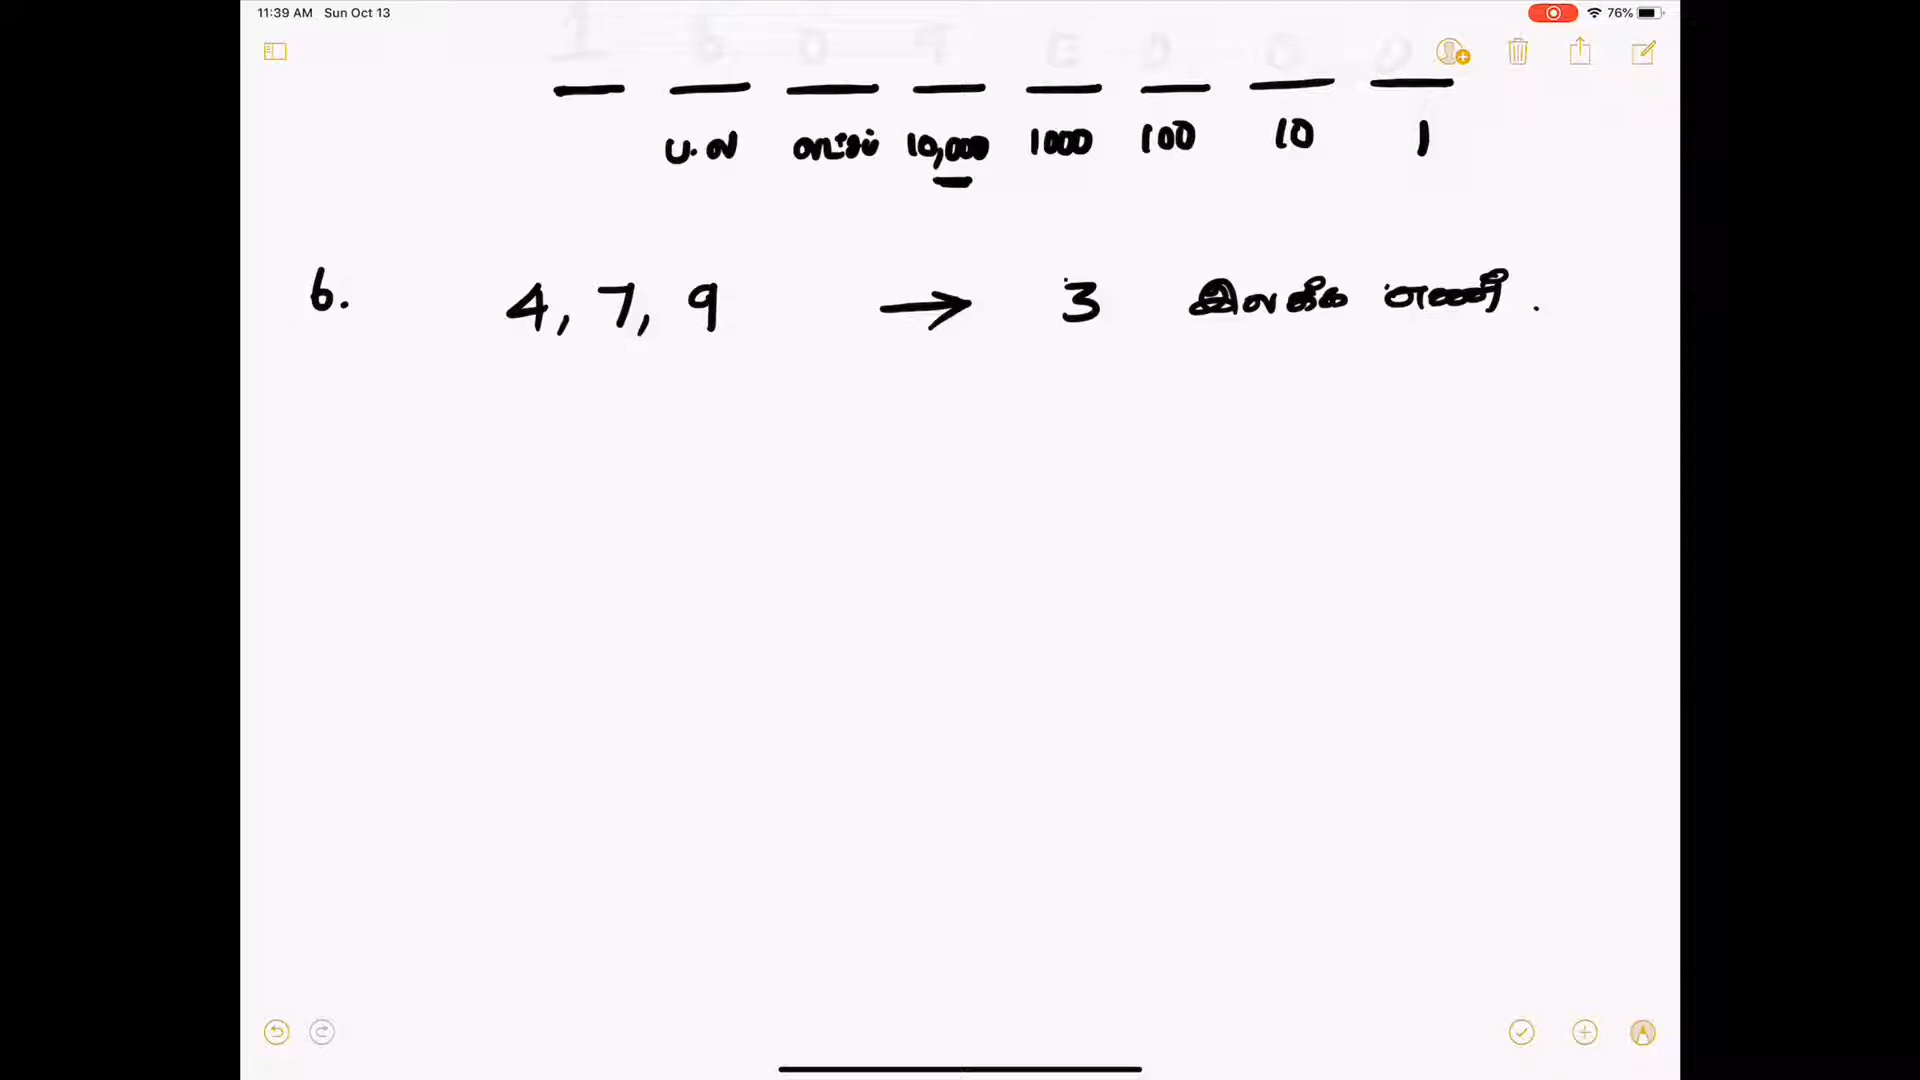 11:39 AM Sun Oct 13 76%
ப.ல லட்சம் 10,000 1000 100 10 1
6. 4, 7, 9 → 3 இலக்க எண் .